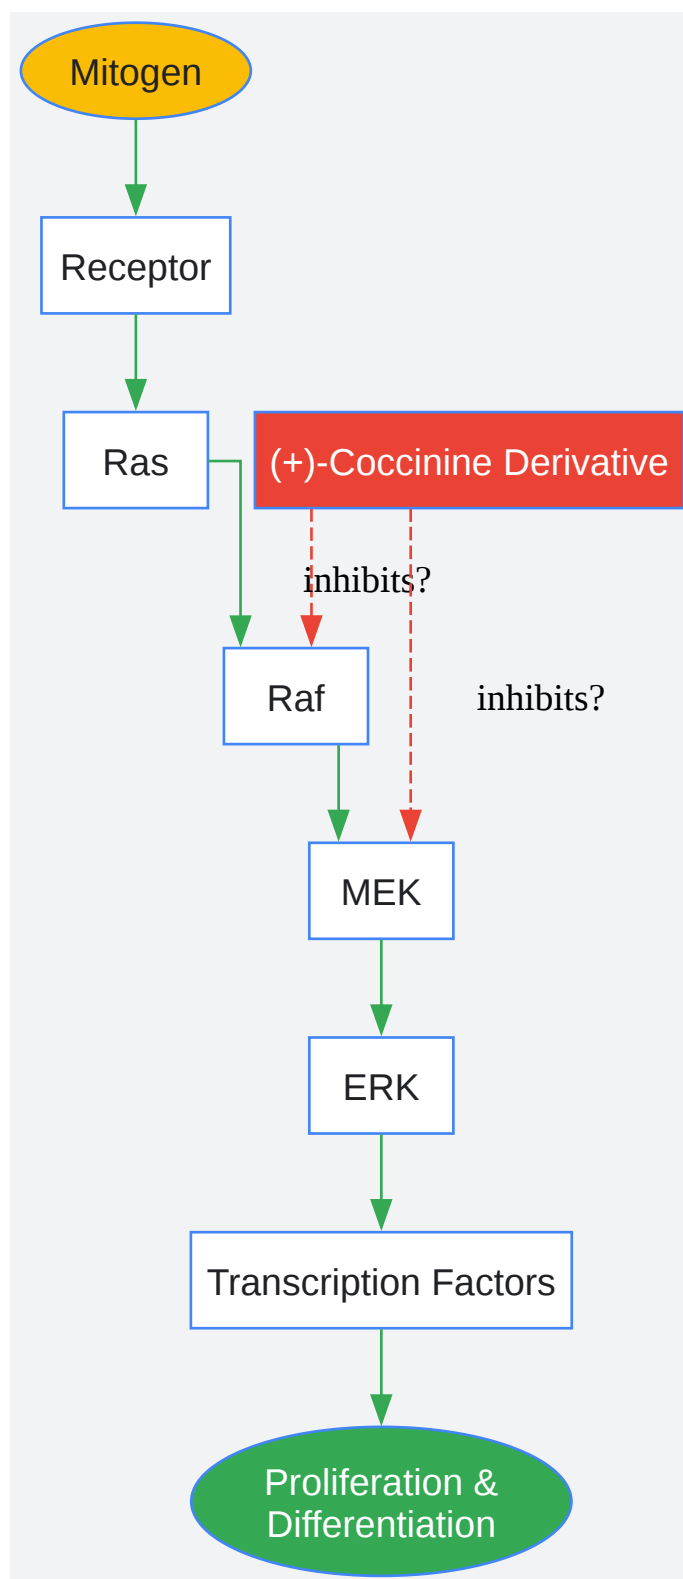 Mitogen
Receptor
Ras
(+)-Coccinine Derivative
inhibits?
Raf
inhibits?
MEK
ERK
Transcription Factors
Proliferation &
Differentiation